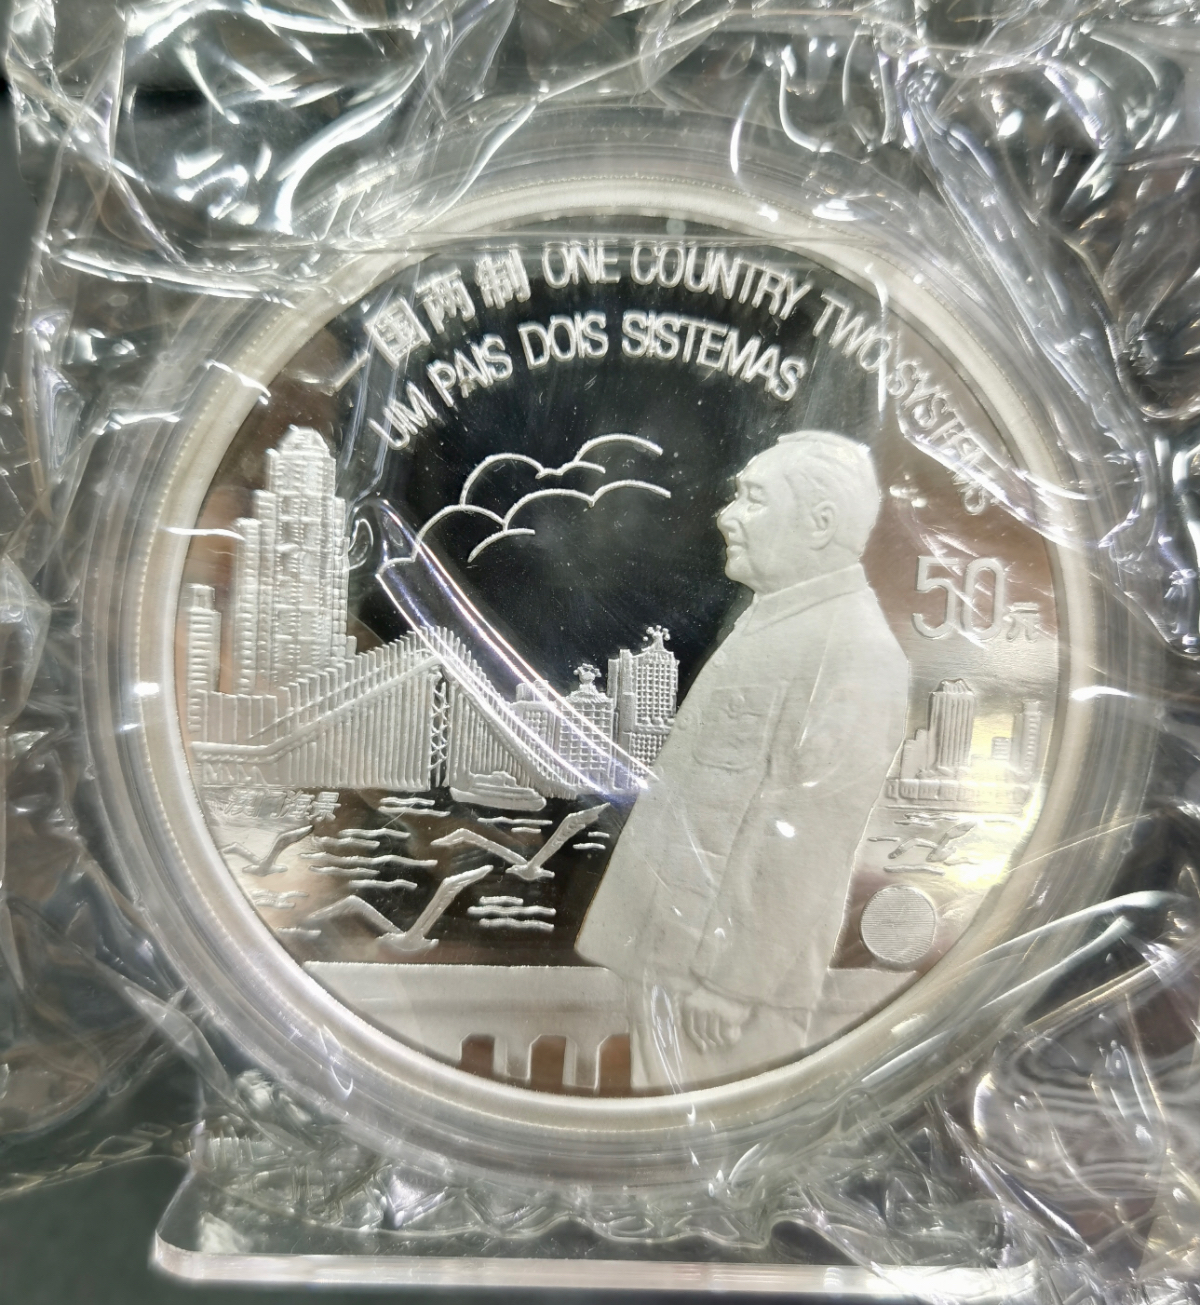 一国两制 ONE COUNTRY TWO SYSTEMS
UM PAIS DOIS SISTEMAS
50元